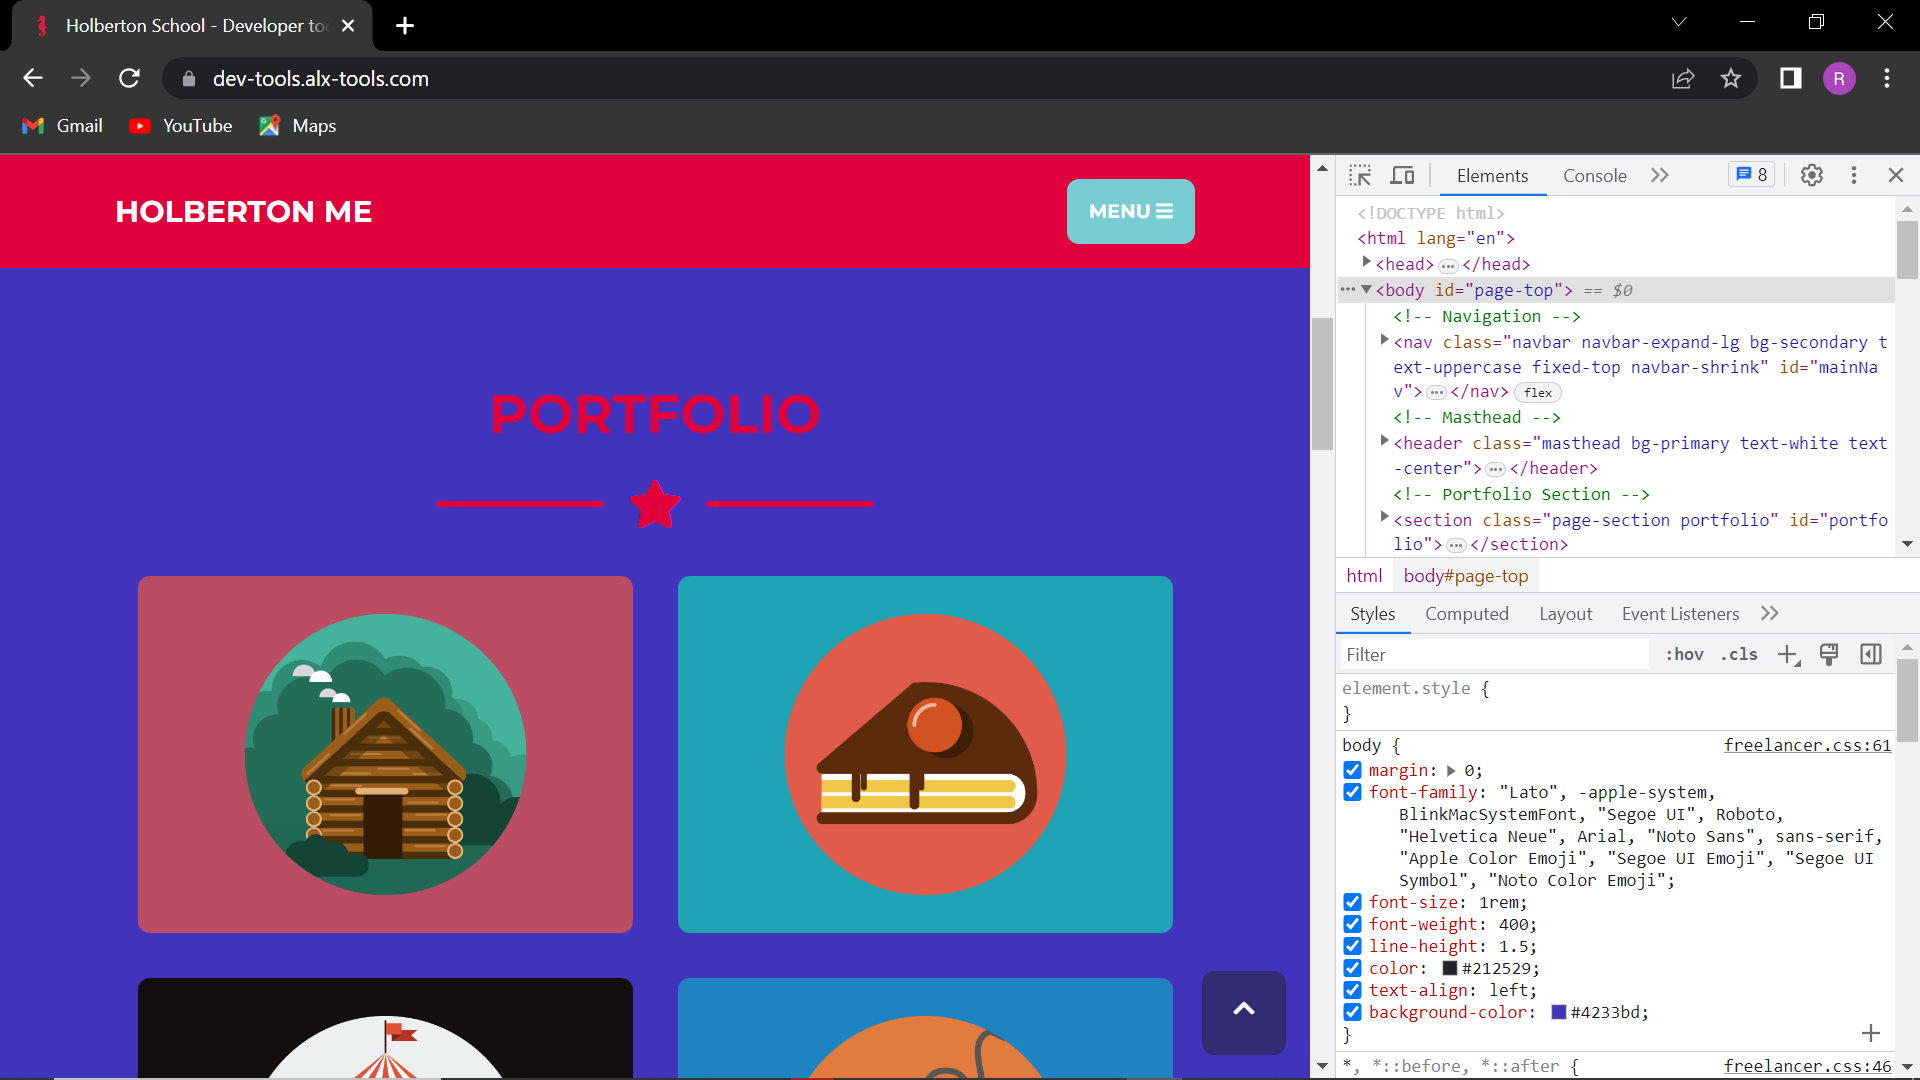 Holberton School - Developer to
dev-tools.alx-tools.com
R
Gmail
YouTube
Maps
HOLBERTON ME
MENU
PORTFOLIO
Elements
Console
8
<!DOCTYPE html>
<html lang="en">
<head> … </head>
… <body id="page-top"> == $0
<!-- Navigation -->
<nav class="navbar navbar-expand-lg bg-secondary t
ext-uppercase fixed-top navbar-shrink" id="mainNa
v"> … </nav> flex
<!-- Masthead -->
<header class="masthead bg-primary text-white text
-center"> … </header>
<!-- Portfolio Section -->
<section class="page-section portfolio" id="portfo
lio"> … </section>
html
body#page-top
Styles
Computed
Layout
Event Listeners
Filter
:hov
.cls
element.style {
}
body {
freelancer.css:61
margin: 0;
font-family: "Lato", -apple-system,
BlinkMacSystemFont, "Segoe UI", Roboto,
"Helvetica Neue", Arial, "Noto Sans", sans-serif,
"Apple Color Emoji", "Segoe UI Emoji", "Segoe UI
Symbol", "Noto Color Emoji";
font-size: 1rem;
font-weight: 400;
line-height: 1.5;
color: #212529;
text-align: left;
background-color: #4233bd;
}
*, *::before, *::after {
freelancer.css:46